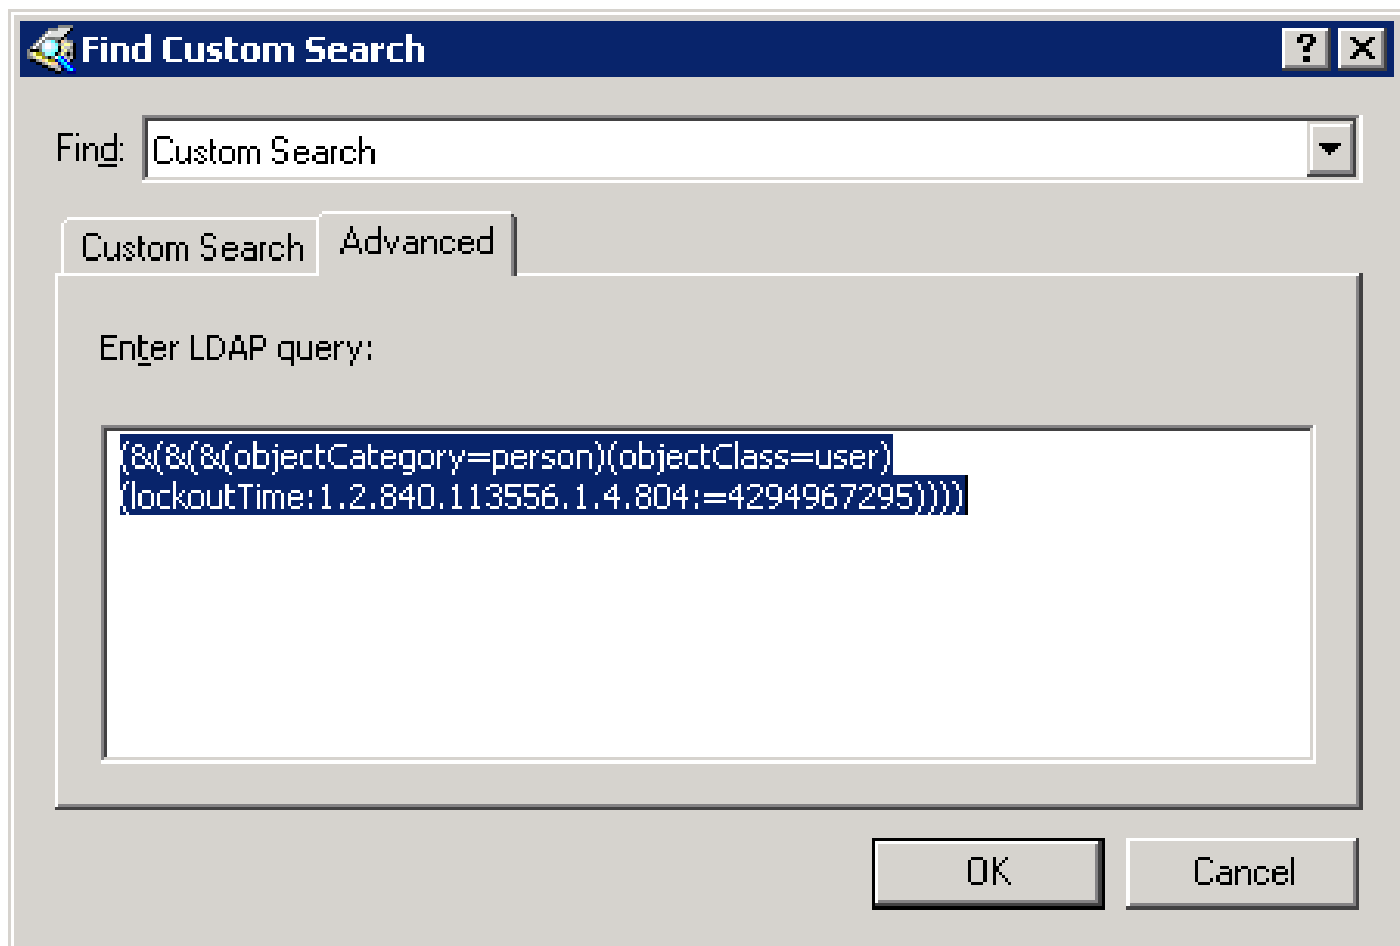 Find Custom Search
Find: Custom Search
Custom Search Advanced
Enter LDAP query:
(&(&(&(objectCategory=person)(objectClass=user)
(lockoutTime:1.2.840.113556.1.4.804:=4294967295))))
OK Cancel